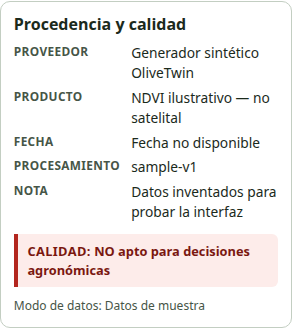 Procedencia y calidad
PROVEEDOR Generador sintético
OliveTwin
PRODUCTO NDVI ilustrativo — no
satelital
FECHA Fecha no disponible
PROCESAMIENTO sample-v1
NOTA Datos inventados para
probar la interfaz
CALIDAD: NO apto para decisiones
agronómicas
Modo de datos: Datos de muestra